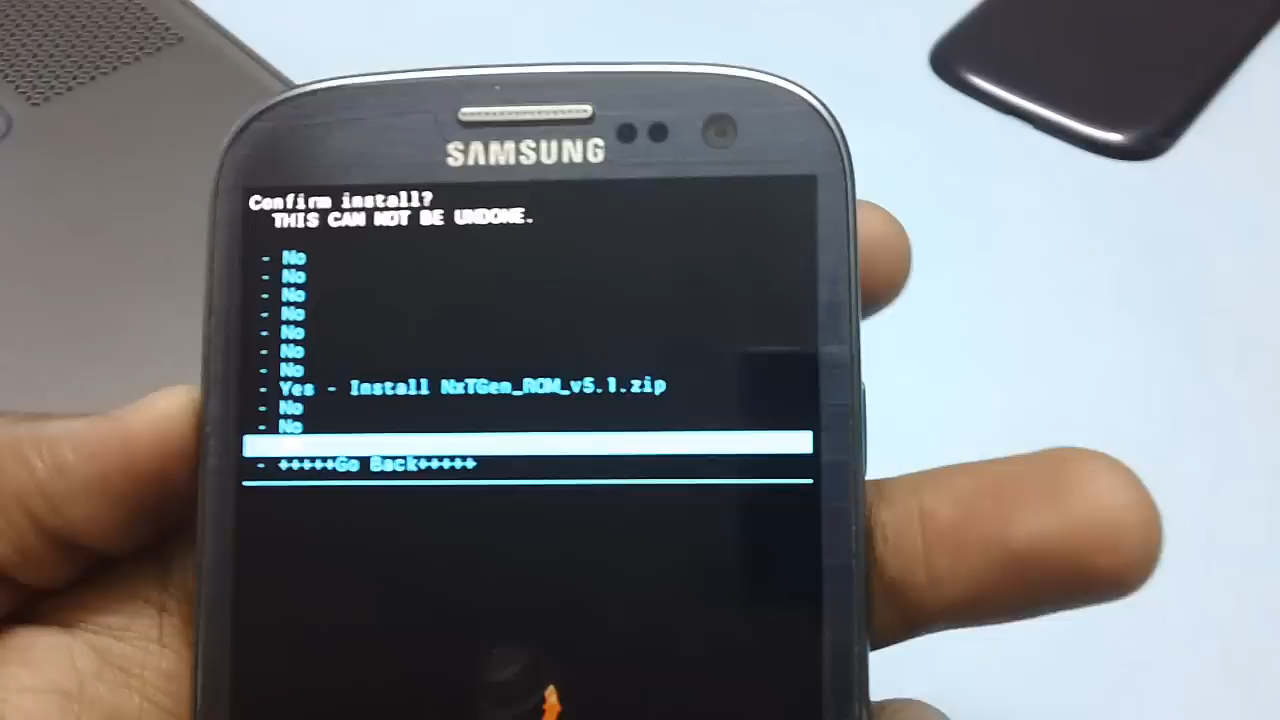 SAMSUNG
Confirm install?
THIS CAN NOT BE UNDONE.
- No
- No
- No
- No
- No
- No
- No
- Yes - Install NxTGen_ROM_v5.1.zip
- No
- No
- +++++Go Back+++++